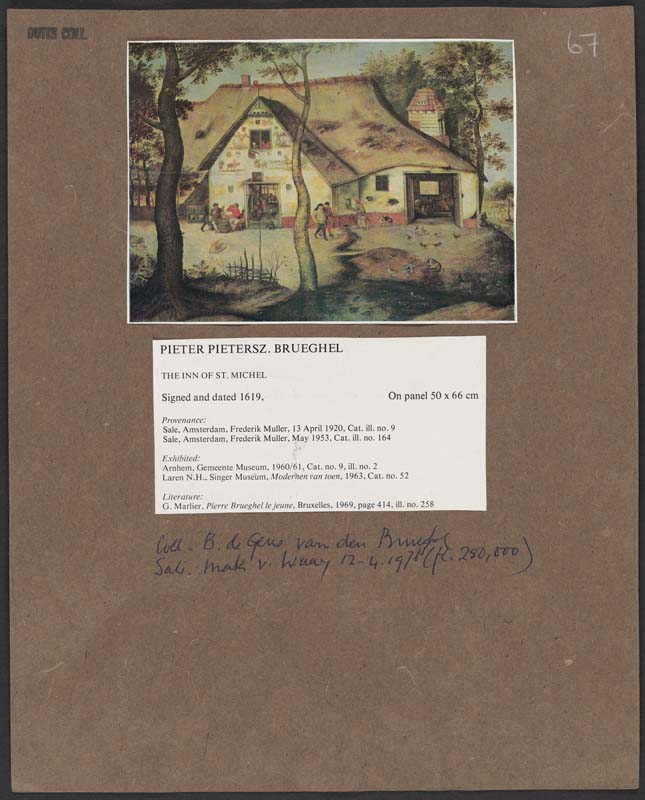 DUITS COLL.
67
PIETER PIETERSZ. BRUEGHEL
THE INN OF ST. MICHEL
Signed and dated 1619, On panel 50 x 66 cm
Provenance:
Sale, Amsterdam, Frederik Muller, 13 April 1920, Cat. ill. no. 9
Sale, Amsterdam, Frederik Muller, May 1953, Cat. ill. no. 164
Exhibited:
Arnhem, Gemeente Museum, 1960/61, Cat. no. 9, ill. no. 2
Laren N.H., Singer Museum, Modernen van toen, 1963, Cat. no. 52
Literature:
G. Marlier, Pierre Brueghel le jeune, Bruxelles, 1969, page 414, ill. no. 258
Coll. B. de Geus van den
Sale. Mak v. Waay 12-4. (fl. 280,000)